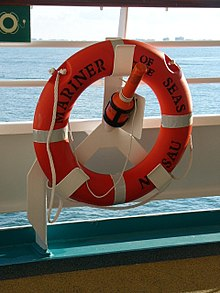 MARINER OF THE SEAS
NASSAU